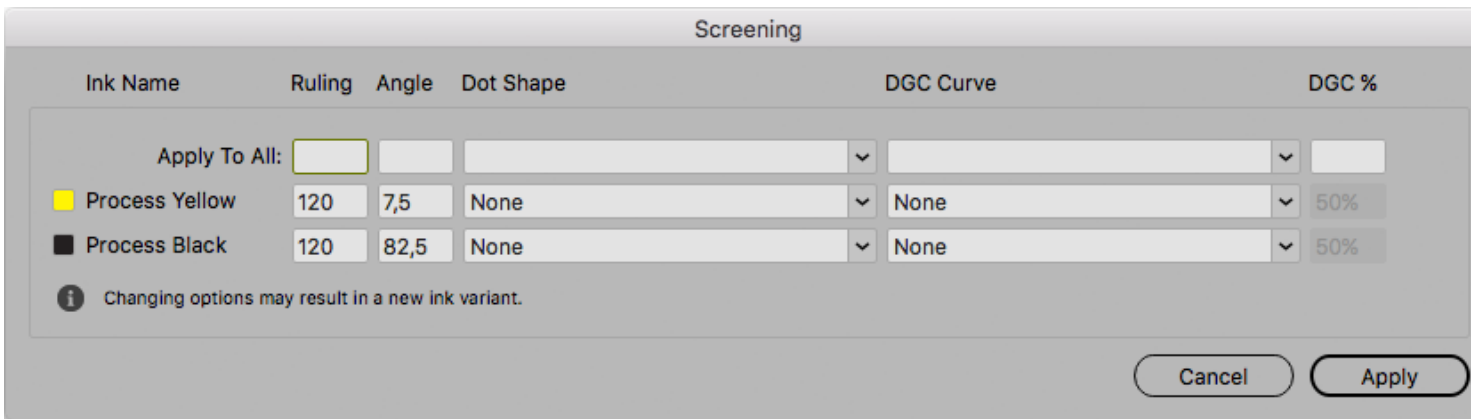 Screening
Ink Name Ruling Angle Dot Shape DGC Curve DGC %
Apply To All:
Process Yellow 120 7,5 None None 50%
Process Black 120 82,5 None None 50%
Changing options may result in a new ink variant.
Cancel Apply